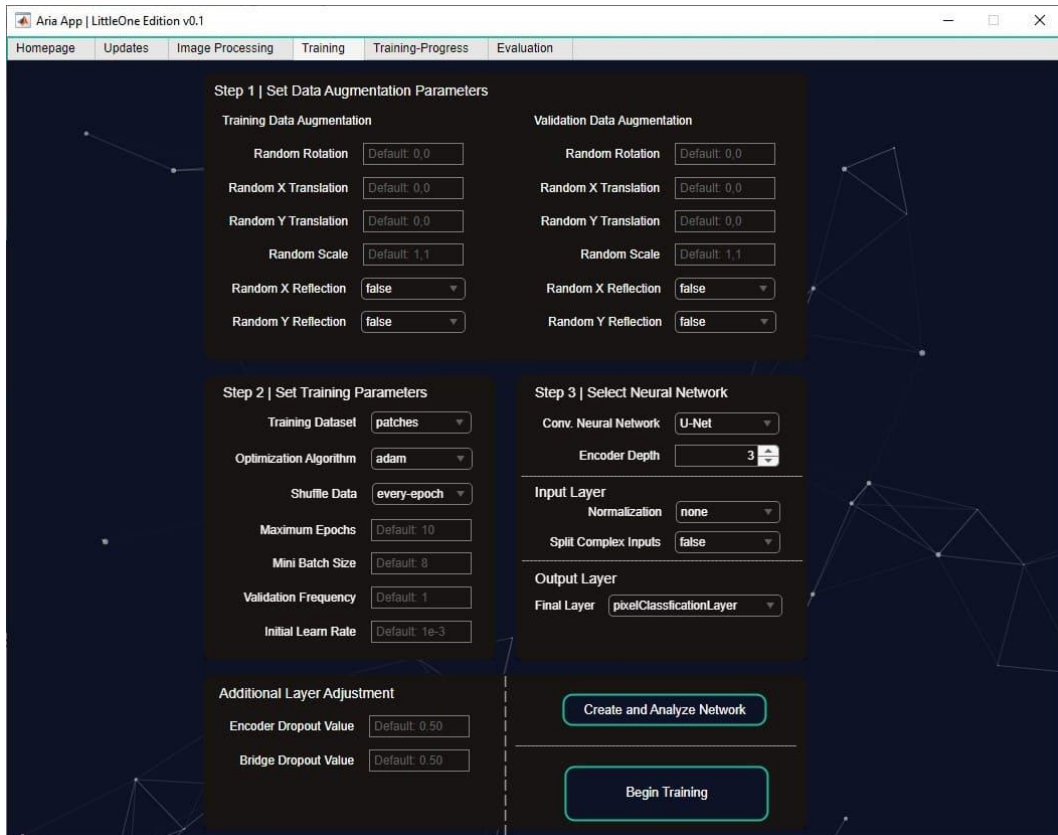 Aria App | LittleOne Edition v0.1
Homepage Updates Image Processing Training Training-Progress Evaluation
Step 1 | Set Data Augmentation Parameters
Training Data Augmentation
Random Rotation Default: 0,0
Random X Translation Default: 0,0
Random Y Translation Default: 0,0
Random Scale Default: 1,1
Random X Reflection false
Random Y Reflection false
Validation Data Augmentation
Random Rotation Default: 0,0
Random X Translation Default: 0,0
Random Y Translation Default: 0,0
Random Scale Default: 1,1
Random X Reflection false
Random Y Reflection false
Step 2 | Set Training Parameters
Training Dataset patches
Optimization Algorithm adam
Shuffle Data every-epoch
Maximum Epochs Default: 10
Mini Batch Size Default: 8
Validation Frequency Default: 1
Initial Learn Rate Default: 1e-3
Step 3 | Select Neural Network
Conv. Neural Network U-Net
Encoder Depth 3
Input Layer
Normalization none
Split Complex Inputs false
Output Layer
Final Layer pixelClassficationLayer
Additional Layer Adjustment
Encoder Dropout Value Default: 0.50
Bridge Dropout Value Default: 0.50
Create and Analyze Network
Begin Training